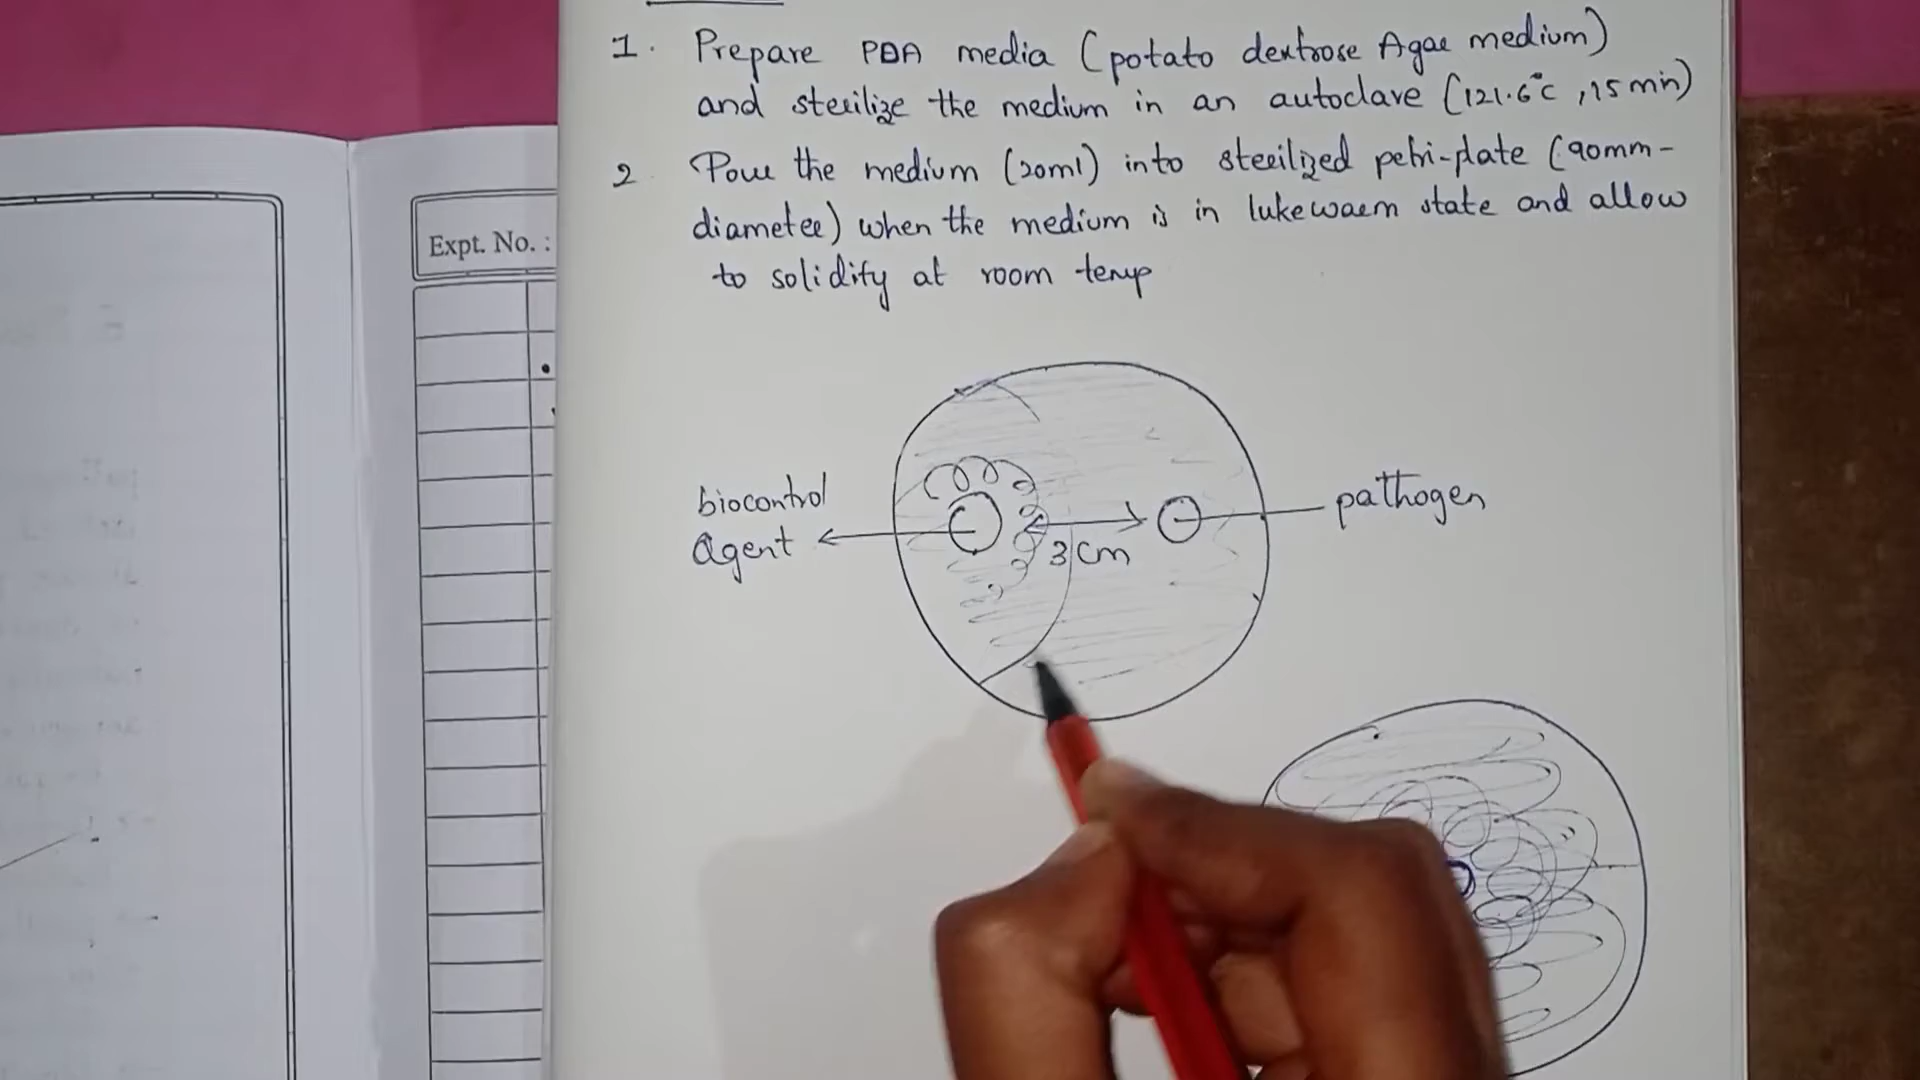 1. Prepare PDA media (potato dextrose Agar medium)
and sterilize the medium in an autoclave (121.6°c, 15 min)
2 Pour the medium (20ml) into sterilized petri-plate (90mm-
diameter) when the medium is in lukewarm state and allow
to solidify at room temp
Expt. No. :
biocontrol
agent
3 cm
pathogen